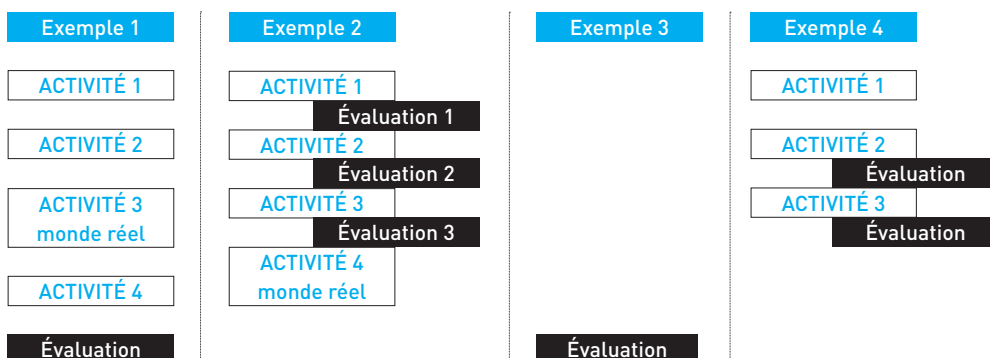 Exemple 1
ACTIVITÉ 1
ACTIVITÉ 2
ACTIVITÉ 3
monde réel
ACTIVITÉ 4
Évaluation
Exemple 2
ACTIVITÉ 1
Évaluation 1
ACTIVITÉ 2
Évaluation 2
ACTIVITÉ 3
Évaluation 3
ACTIVITÉ 4
monde réel
Exemple 3
Évaluation
Exemple 4
ACTIVITÉ 1
ACTIVITÉ 2
Évaluation
ACTIVITÉ 3
Évaluation